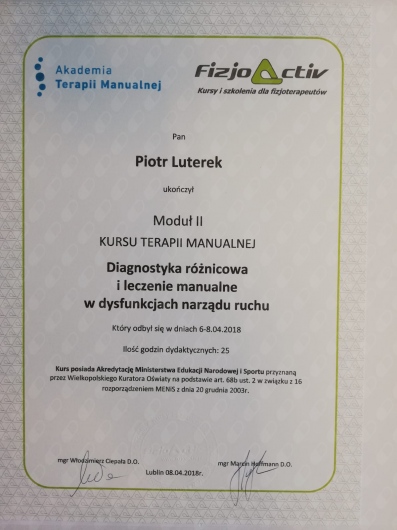 Akademia
Terapii Manualnej
FizjoActiv
Kursy i szkolenia dla fizjoterapeutów
Pan
Piotr Luterek
ukończył
Moduł II
KURSU TERAPII MANUALNEJ
Diagnostyka różnicowa
i leczenie manualne
w dysfunkcjach narządu ruchu
Który odbył się w dniach 6-8.04.2018
Ilość godzin dydaktycznych: 25
Kurs posiada Akredytację Ministerstwa Edukacji Narodowej i Sportu przyznaną
przez Wielkopolskiego Kuratora Oświaty na podstawie art. 68b ust. 2 w związku z 16
rozporządzeniem MENiS z dnia 20 grudnia 2003r.
mgr Włodzimierz Ciepała D.O.
mgr Marcin Hoffmann D.O.
Lublin 08.04.2018r.